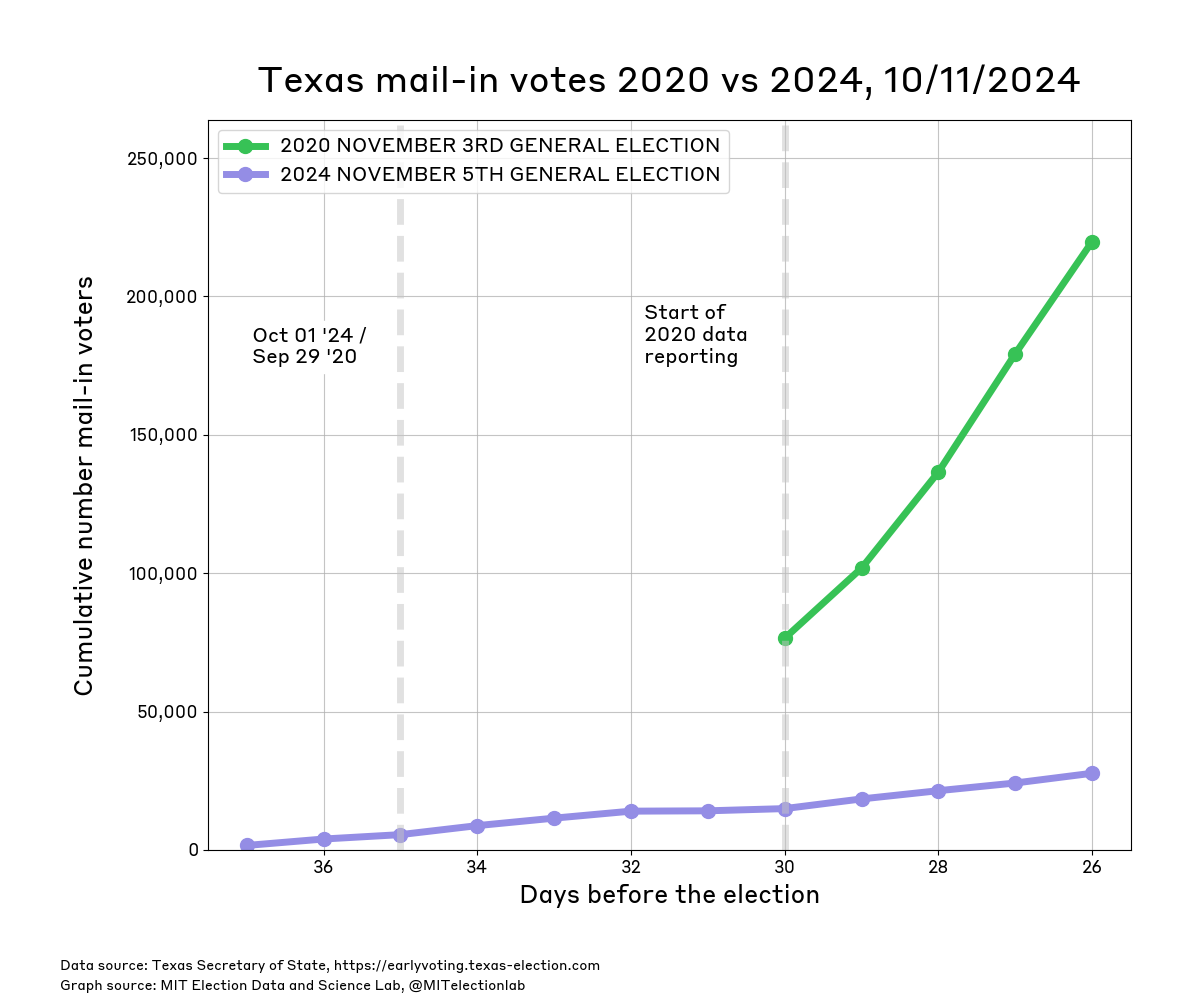 Texas mail-in votes 2020 vs 2024, 10/11/2024
2020 NOVEMBER 3RD GENERAL ELECTION
2024 NOVEMBER 5TH GENERAL ELECTION
Cumulative number mail-in voters
250,000
200,000
150,000
100,000
50,000
0
Oct 01 '24 /
Sep 29 '20
Start of
2020 data
reporting
36
34
32
30
28
26
Days before the election
Data source: Texas Secretary of State, https://earlyvoting.texas-election.com
Graph source: MIT Election Data and Science Lab, @MITelectionlab